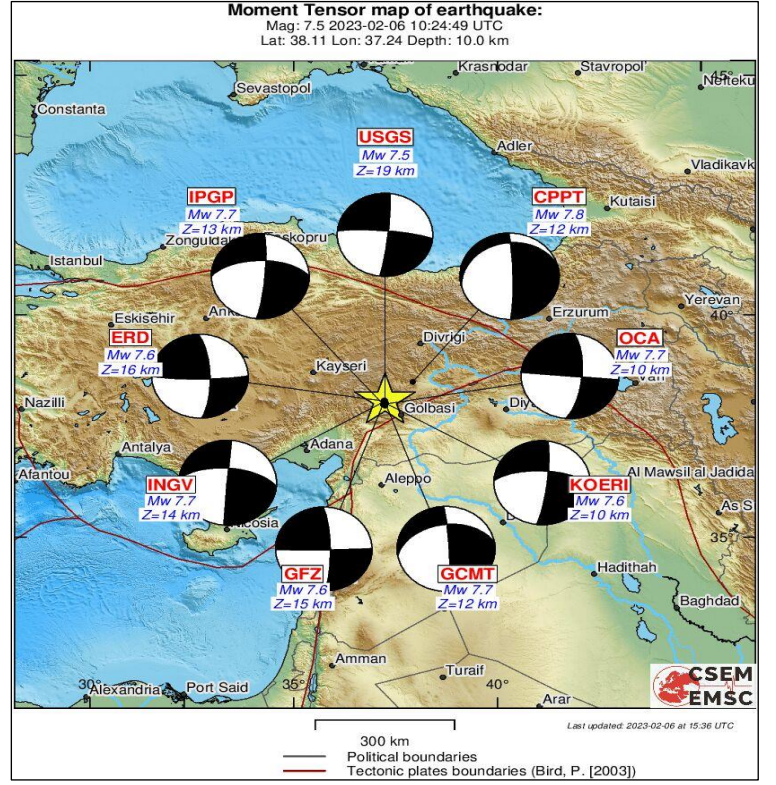 Moment Tensor map of earthquake:
Mag: 7.5 2023-02-06 10:24:49 UTC
Lat: 38.11 Lon: 37.24 Depth: 10.0 km
Krasnodar
Stavropol'
45°
Nefteku
Sevastopol
Constanta
USGS
Mw 7.5
Z=19 km
Adler
Vladikavk
IPGP
Mw 7.7
Z=13 km
CPPT
Mw 7.8
Z=12 km
Kutaisi
Zongulda
Taskopru
Istanbul
Yerevan
40°
Eskisehir
Ank
Erzurum
ERD
Mw 7.6
Z=16 km
Divrigi
OCA
Mw 7.7
Z=10 km
Kayseri
Van
Nazilli
Golbasi
Diy
Antalya
Adana
Afantou
INGV
Mw 7.7
Z=14 km
Aleppo
KOERI
Mw 7.6
Z=10 km
Al Mawsil al Jadida
As S
Nicosia
D
35°
GFZ
Mw 7.6
Z=15 km
GCMT
Mw 7.7
Z=12 km
Hadithah
Baghdad
Amman
Turaif
30°
Alexandria
Port Said
35°
40°
Arar
CSEM
EMSC
Last updated: 2023-02-06 at 15:36 UTC
300 km
Political boundaries
Tectonic plates boundaries (Bird, P. [2003])